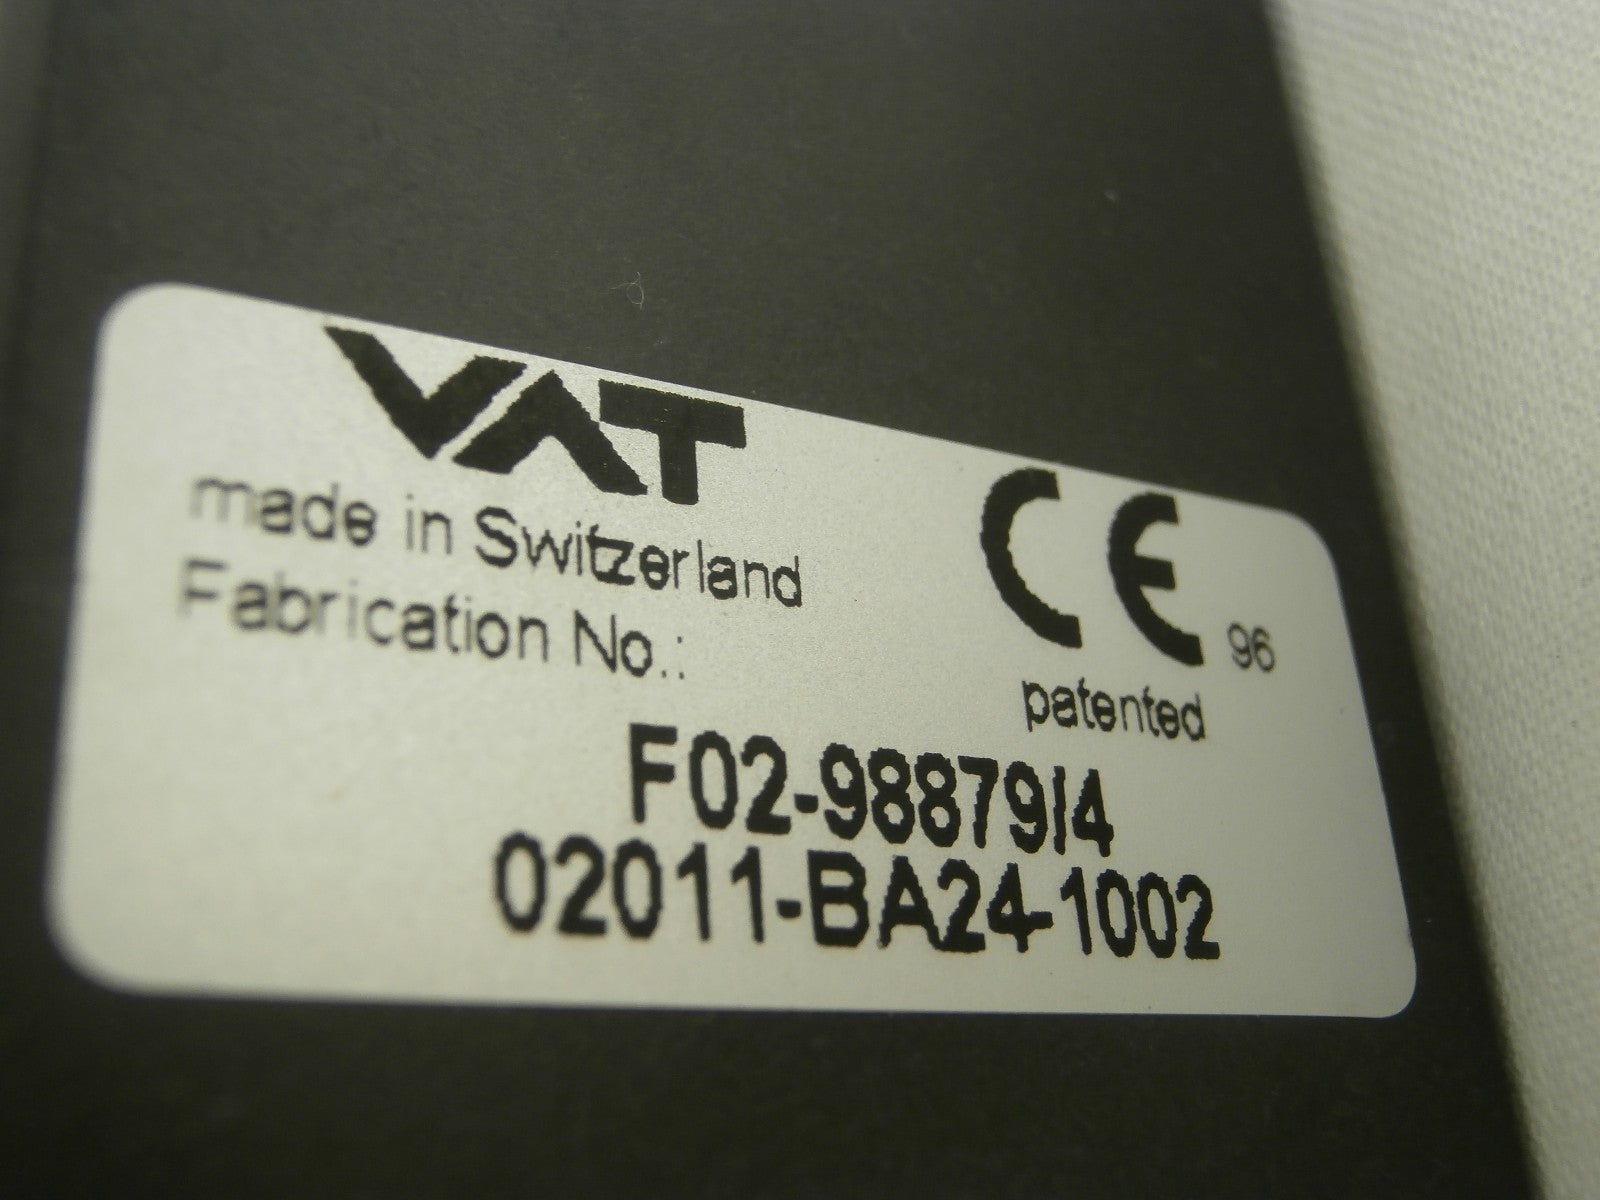 VAT
made in Switzerland
Fabrication No.:
CE 96
patented
F02-98879/4
02011-BA24-1002